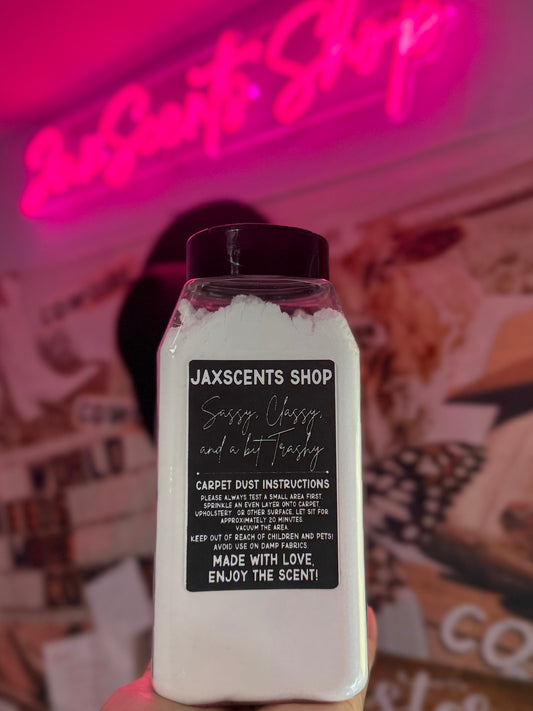 JaxScents Shop
JAXSCENTS SHOP
Sassy, Classy,
and a bit Trashy
CARPET DUST INSTRUCTIONS
PLEASE ALWAYS TEST A SMALL AREA FIRST.
SPRINKLE AN EVEN LAYER ONTO CARPET,
UPHOLSTERY OR OTHER SURFACE. LET SIT FOR
APPROXIMATELY 20 MINUTES.
VACUUM THE AREA.
KEEP OUT OF REACH OF CHILDREN AND PETS!
AVOID USE ON DAMP FABRICS.
MADE WITH LOVE,
ENJOY THE SCENT!